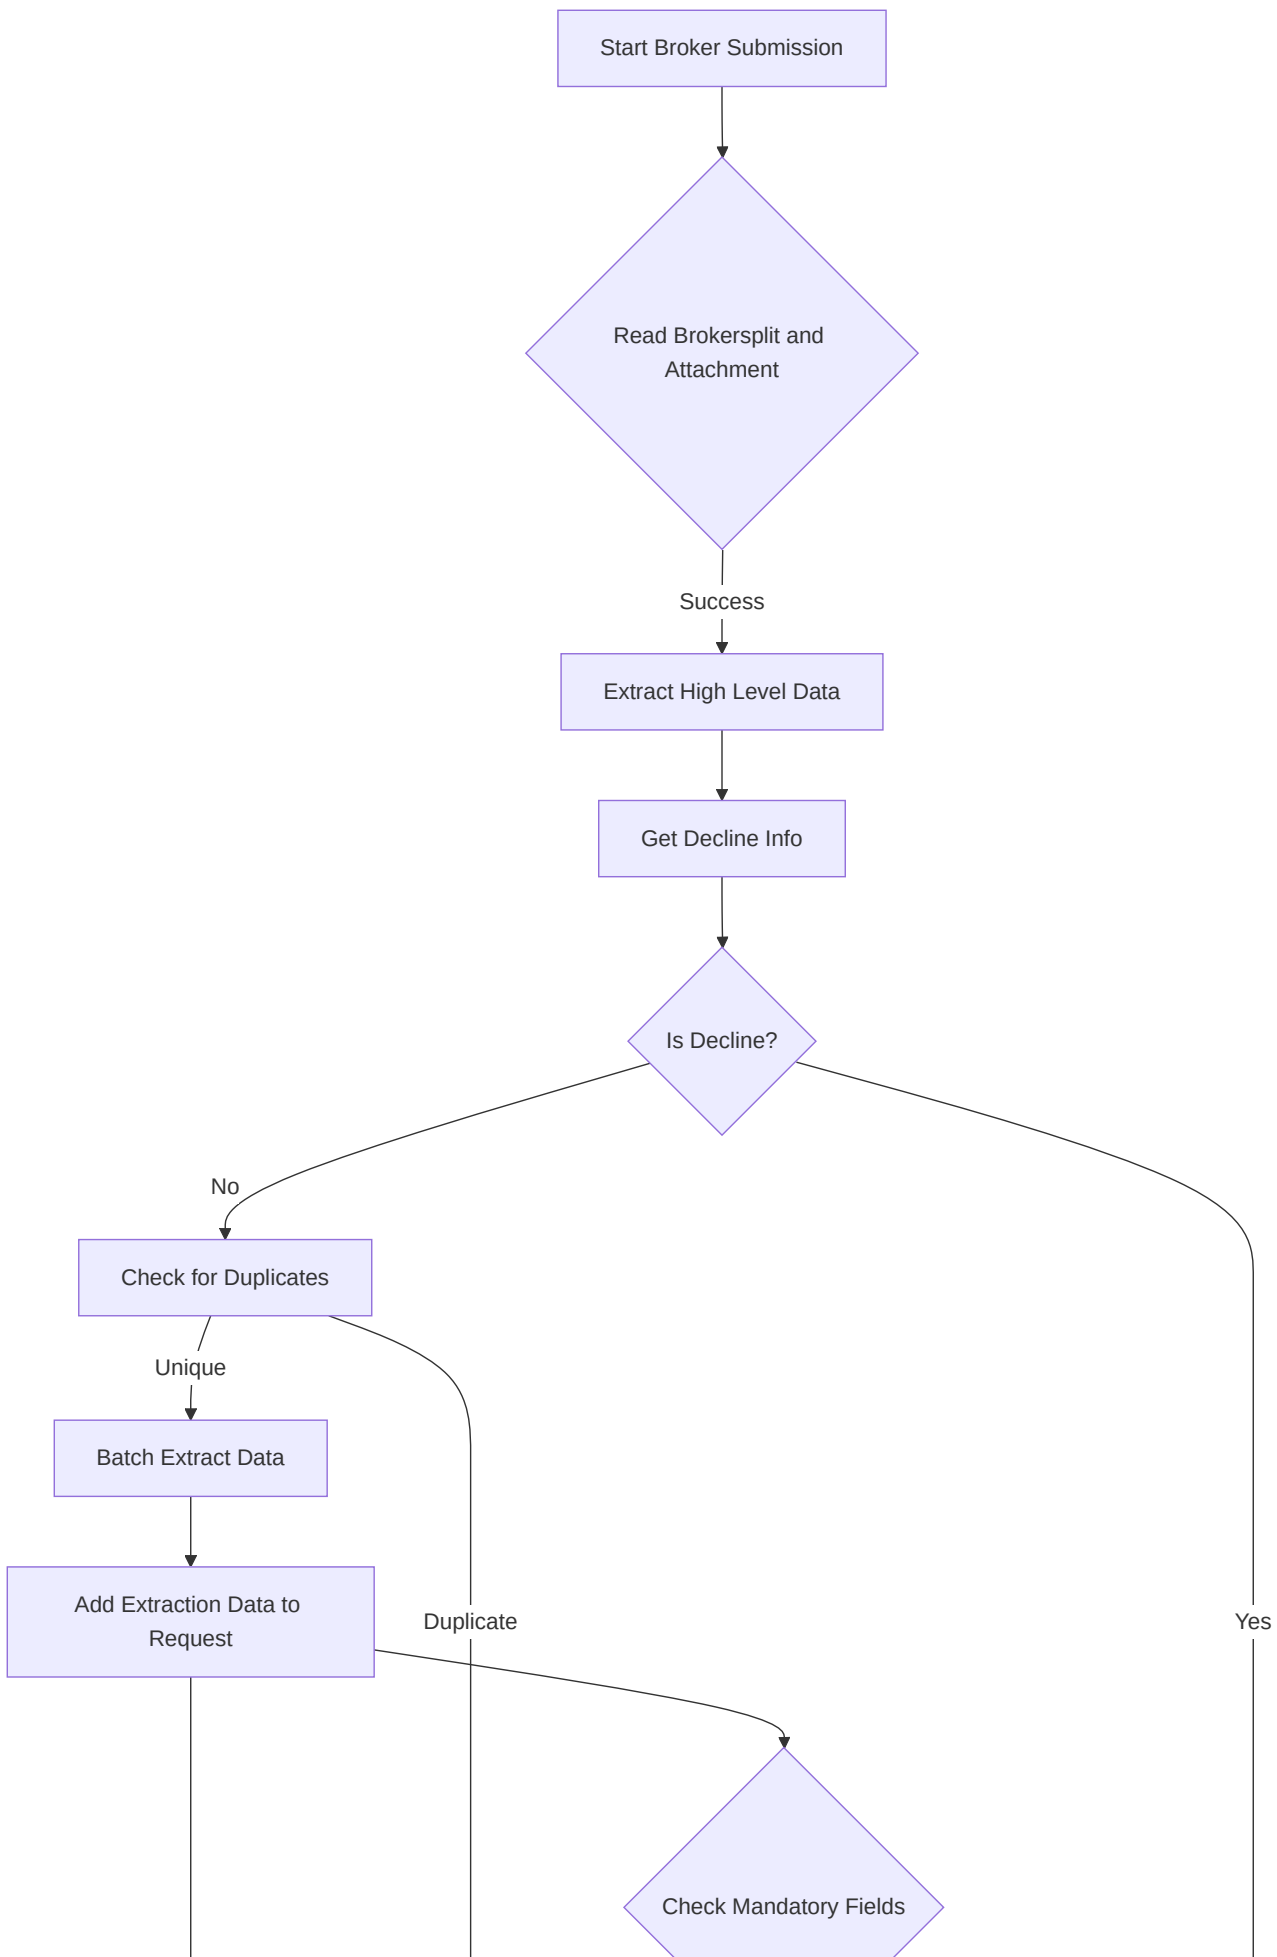 Start Broker Submission
Read Brokersplit and
Attachment
Success
Extract High Level Data
Get Decline Info
Is Decline?
No
Check for Duplicates
Unique
Batch Extract Data
Add Extraction Data to
Request
Duplicate
Yes
Check Mandatory Fields